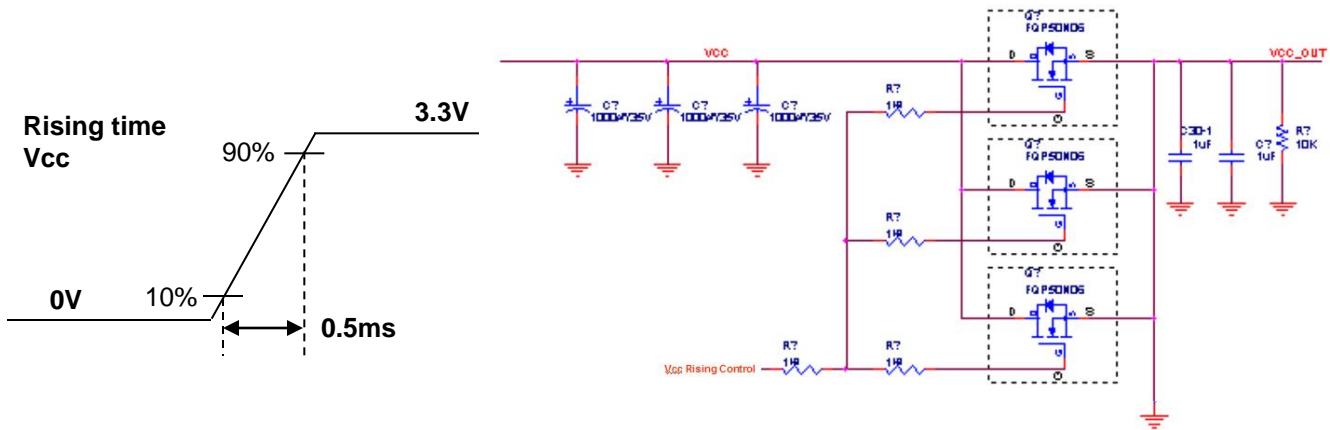 Rising time
Vcc
0V
10%
90%
3.3V
0.5ms
VCC
C?
1000uF/35V
C?
1000uF/35V
C?
1000uF/35V
R?
1K
R?
1K
R?
1K
R?
1K
Vcc Rising Control
Q?
FQP50N06
D
S
G
Q?
FQP50N06
D
S
G
Q?
FQP50N06
D
S
G
VCC_OUT
C30-1
1uF
C?
1uF
R?
10K